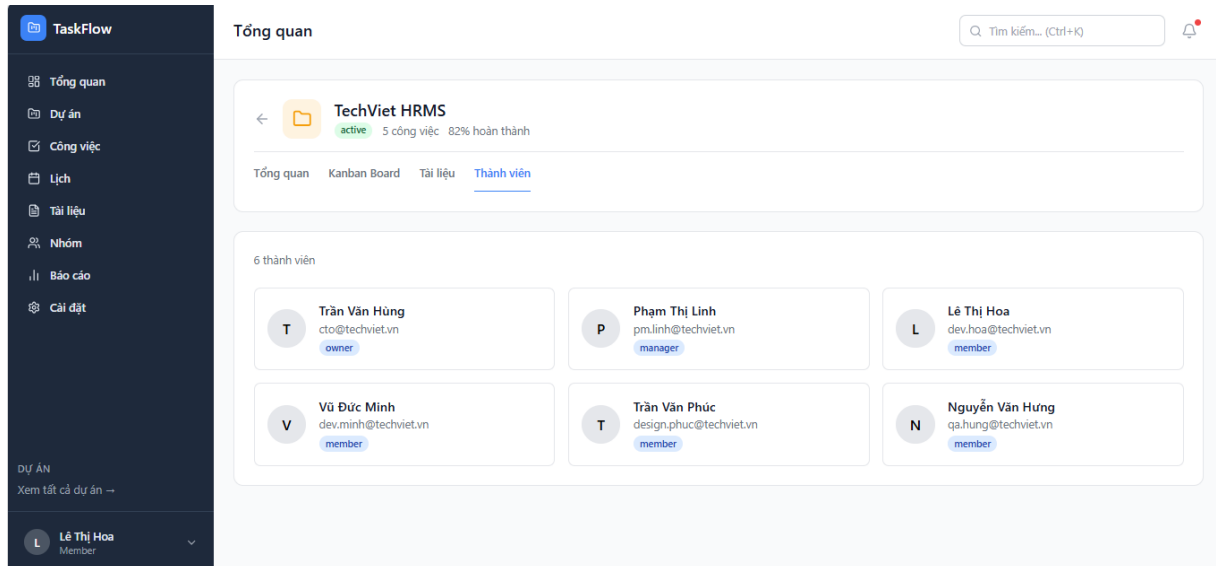 TaskFlow
Tổng quan
Dự án
Công việc
Lịch
Tài liệu
Nhóm
Báo cáo
Cài đặt
DỰ ÁN
Xem tất cả dự án →
L
Lê Thị Hoa
Member
Tổng quan
Tìm kiếm... (Ctrl+K)
TechViet HRMS
active 5 công việc 82% hoàn thành
Tổng quan Kanban Board Tài liệu Thành viên
6 thành viên
T
Trần Văn Hùng
cto@techviet.vn
owner
P
Phạm Thị Linh
pm.linh@techviet.vn
manager
L
Lê Thị Hoa
dev.hoa@techviet.vn
member
V
Vũ Đức Minh
dev.minh@techviet.vn
member
T
Trần Văn Phúc
design.phuc@techviet.vn
member
N
Nguyễn Văn Hưng
qa.hung@techviet.vn
member